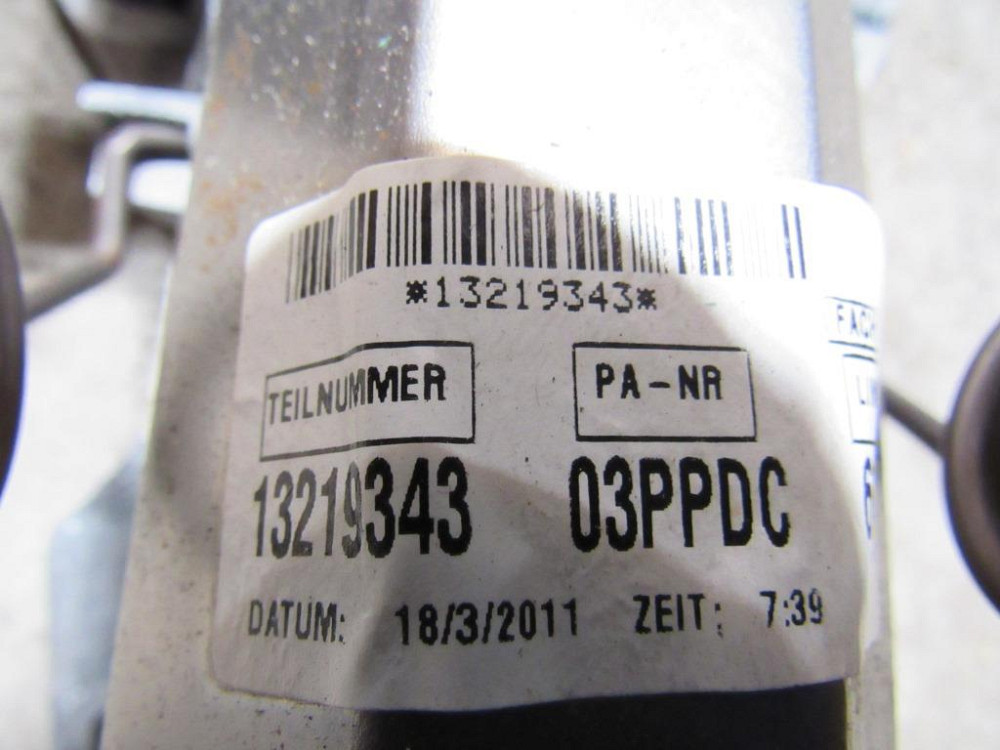 *13219343*
TEILNUMMER PA-NR
13219343 03PPDC
DATUM: 18/3/2011 ZEIT: 7:39